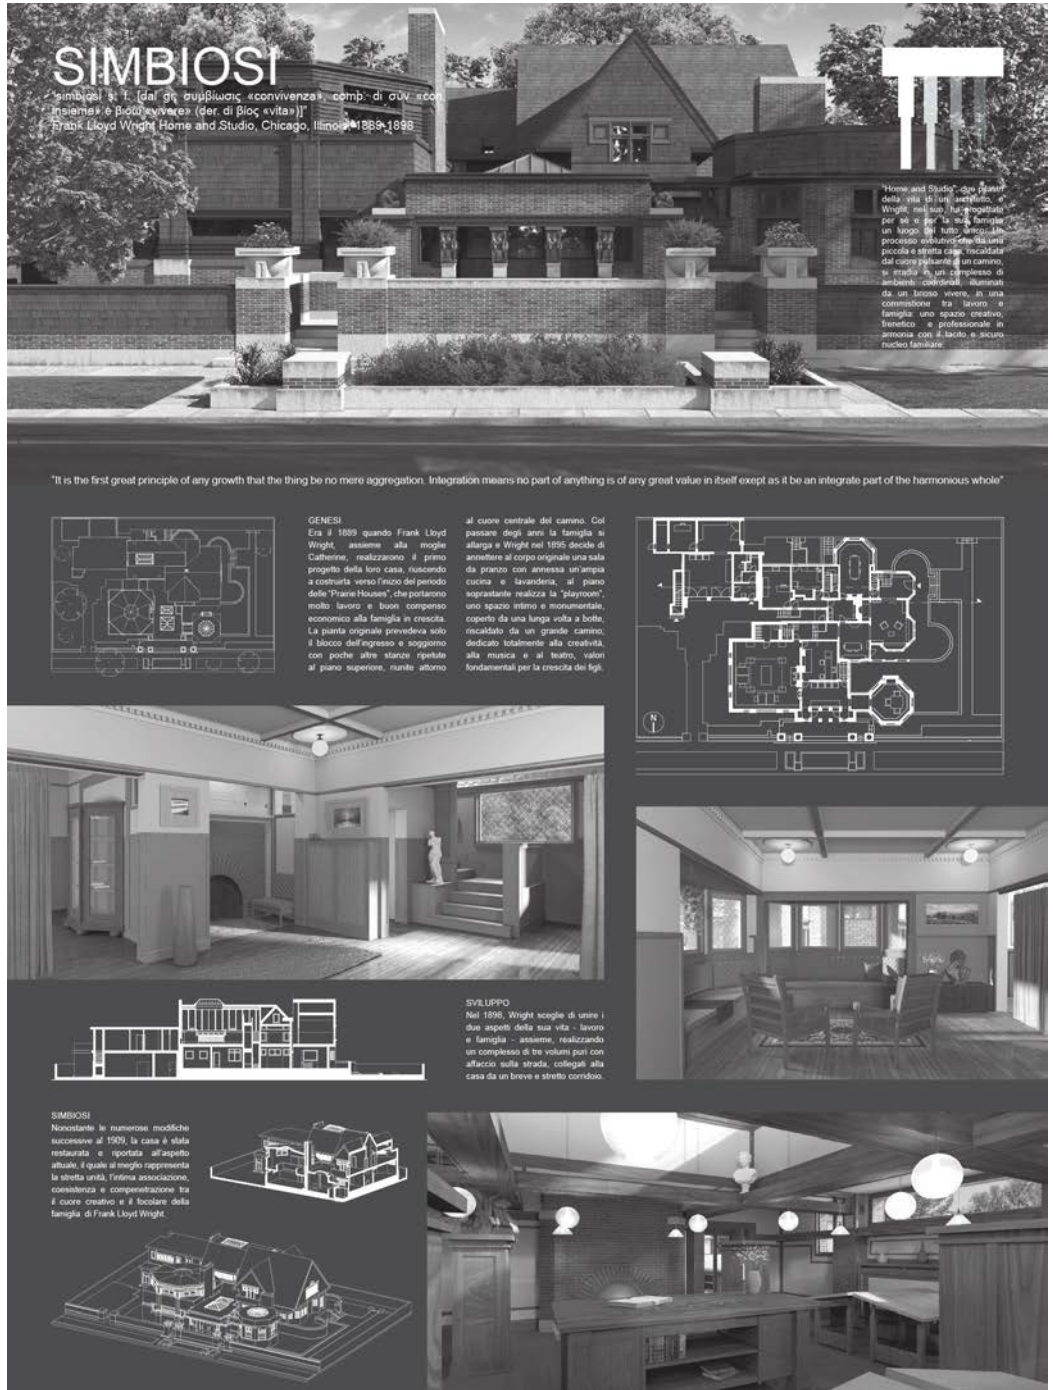 SIMBIOSI
"simbiosi s. f. [dal gr. συμβίωσις «convivenza», comp. di σύν «con,
insieme» e βιόω «vivere» (der. di βίος «vita»)]"
Frank Lloyd Wright Home and Studio, Chicago, Illinois, 1889-1898
"Home and Studio", due pilastri
della vita di un architetto, e
Wright, nel suo, ha progettato
per sè e per la sua famiglia
un luogo del tutto unico. Un
processo evolutivo che da una
piccola e stretta casa, riscaldata
dal cuore pulsante di un camino,
si irradia in un complesso di
ambienti coordinati, illuminati
da un brioso vivere, in una
commistione tra lavoro e
famiglia: uno spazio creativo,
frenetico e professionale in
armonia con il tacito e sicuro
nucleo familiare.
"It is the first great principle of any growth that the thing be no mere aggregation. Integration means no part of anything is of any great value in itself exept as it be an integrate part of the harmonious whole"
GENESI
Era il 1889 quando Frank Lloyd
Wright, assieme alla moglie
Catherine, realizzarono il primo
progetto della loro casa, riuscendo
a costruirla verso l'inizio del periodo
delle "Prairie Houses", che portarono
molto lavoro e buon compenso
economico alla famiglia in crescita.
La pianta originale prevedeva solo
il blocco dell'ingresso e soggiorno
con poche altre stanze ripetute
al piano superiore, riunite attorno
al cuore centrale del camino. Col
passare degli anni la famiglia si
allarga e Wright nel 1895 decide di
annettere al corpo originale una sala
da pranzo con annessa un'ampia
cucina e lavanderia, al piano
soprastante realizza la "playroom",
uno spazio intimo e monumentale,
coperto da una lunga volta a botte,
riscaldato da un grande camino;
dedicato totalmente alla creatività,
alla musica e al teatro, valori
fondamentali per la crescita dei figli.
N
SVILUPPO
Nel 1898, Wright sceglie di unire i
due aspetti della sua vita - lavoro
e famiglia - assieme, realizzando
un complesso di tre volumi puri con
affaccio sulla strada, collegati alla
casa da un breve e stretto corridoio.
SIMBIOSI
Nonostante le numerose modifiche
successive al 1909, la casa è stata
restaurata e riportata all'aspetto
attuale, il quale al meglio rappresenta
la stretta unità, l'intima associazione,
coesistenza e compenetrazione tra
il cuore creativo e il focolare della
famiglia di Frank Lloyd Wright.